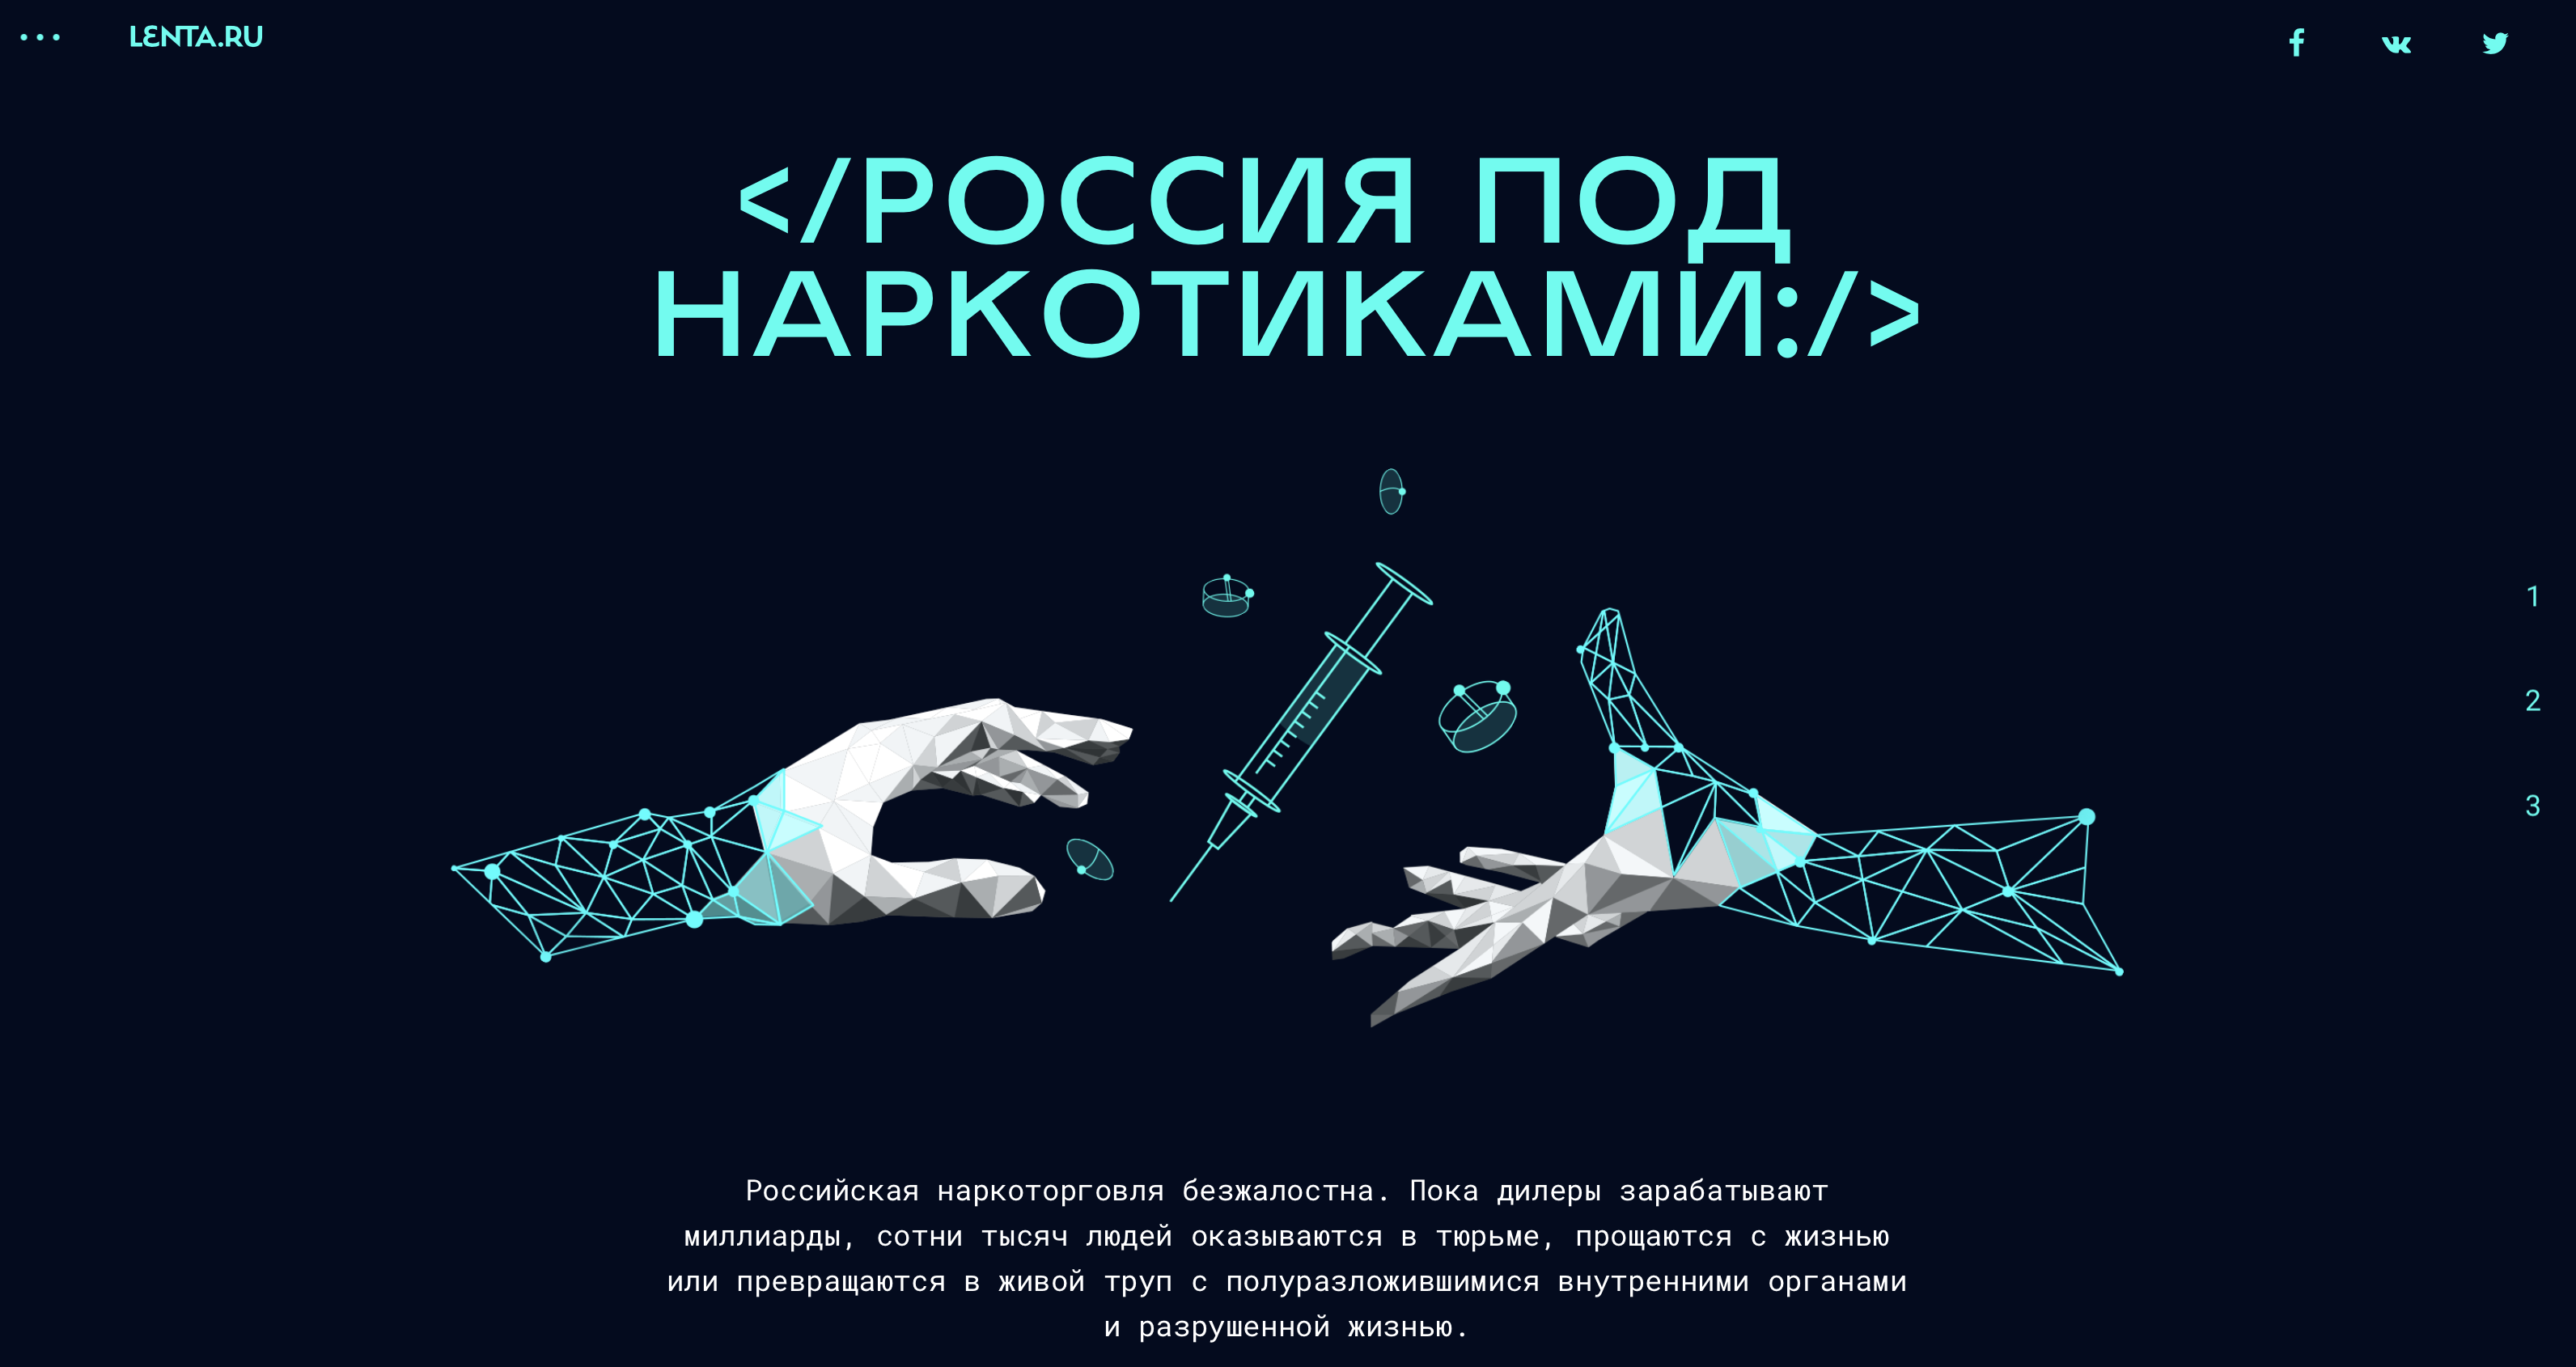 LENTA.RU
</РОССИЯ ПОД
НАРКОТИКАМИ:/>
1
2
3
Российская наркоторговля безжалостна. Пока дилеры зарабатывают
миллиарды, сотни тысяч людей оказываются в тюрьме, прощаются с жизнью
или превращаются в живой труп с полуразложившимися внутренними органами
и разрушенной жизнью.